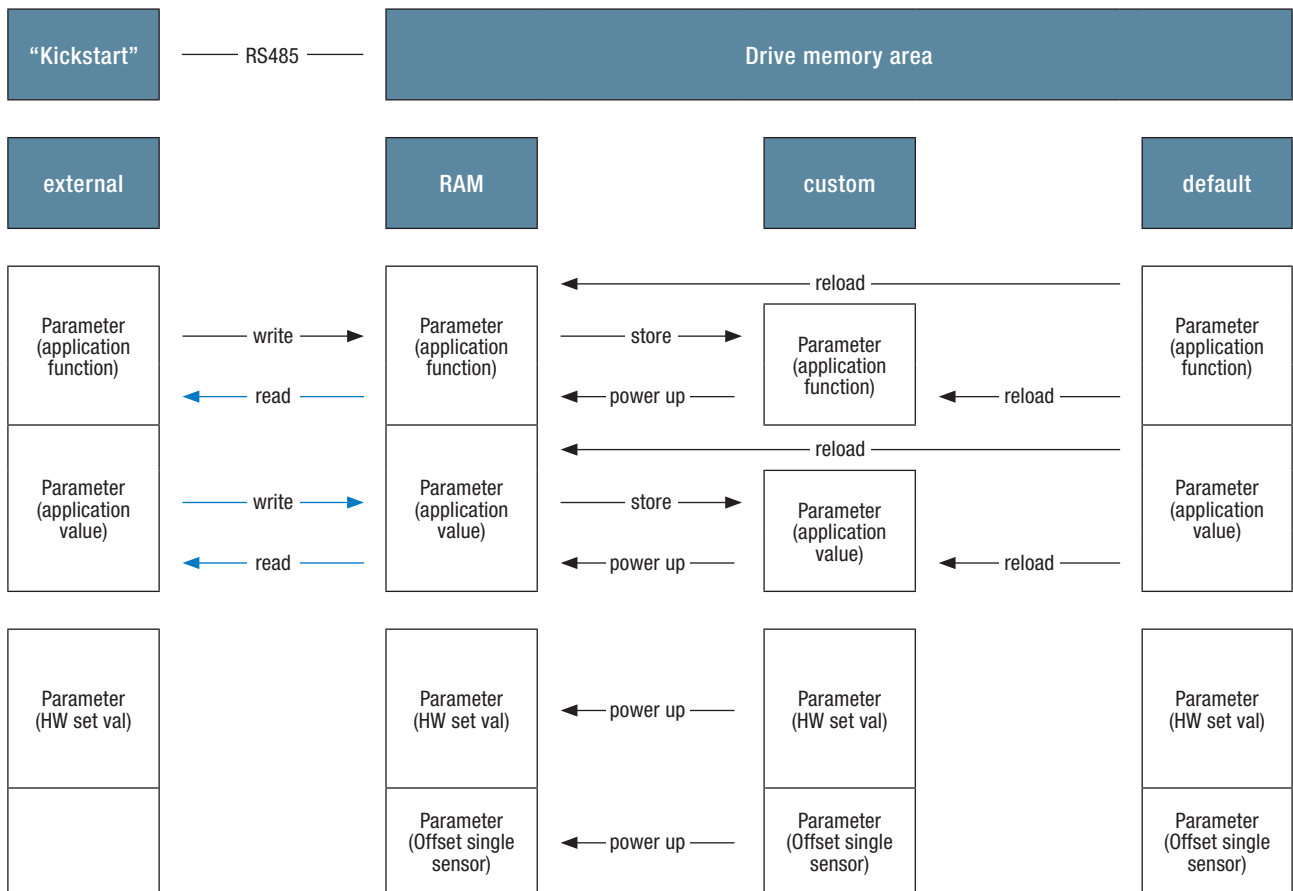 “Kickstart”
RS485
Drive memory area
external
RAM
custom
default
reload
Parameter
(application
function)
write
Parameter
(application
function)
store
Parameter
(application
function)
Parameter
(application
function)
read
power up
reload
reload
Parameter
(application
value)
write
Parameter
(application
value)
store
Parameter
(application
value)
Parameter
(application
value)
read
power up
reload
Parameter
(HW set val)
Parameter
(HW set val)
power up
Parameter
(HW set val)
Parameter
(HW set val)
Parameter
(Offset single
sensor)
power up
Parameter
(Offset single
sensor)
Parameter
(Offset single
sensor)